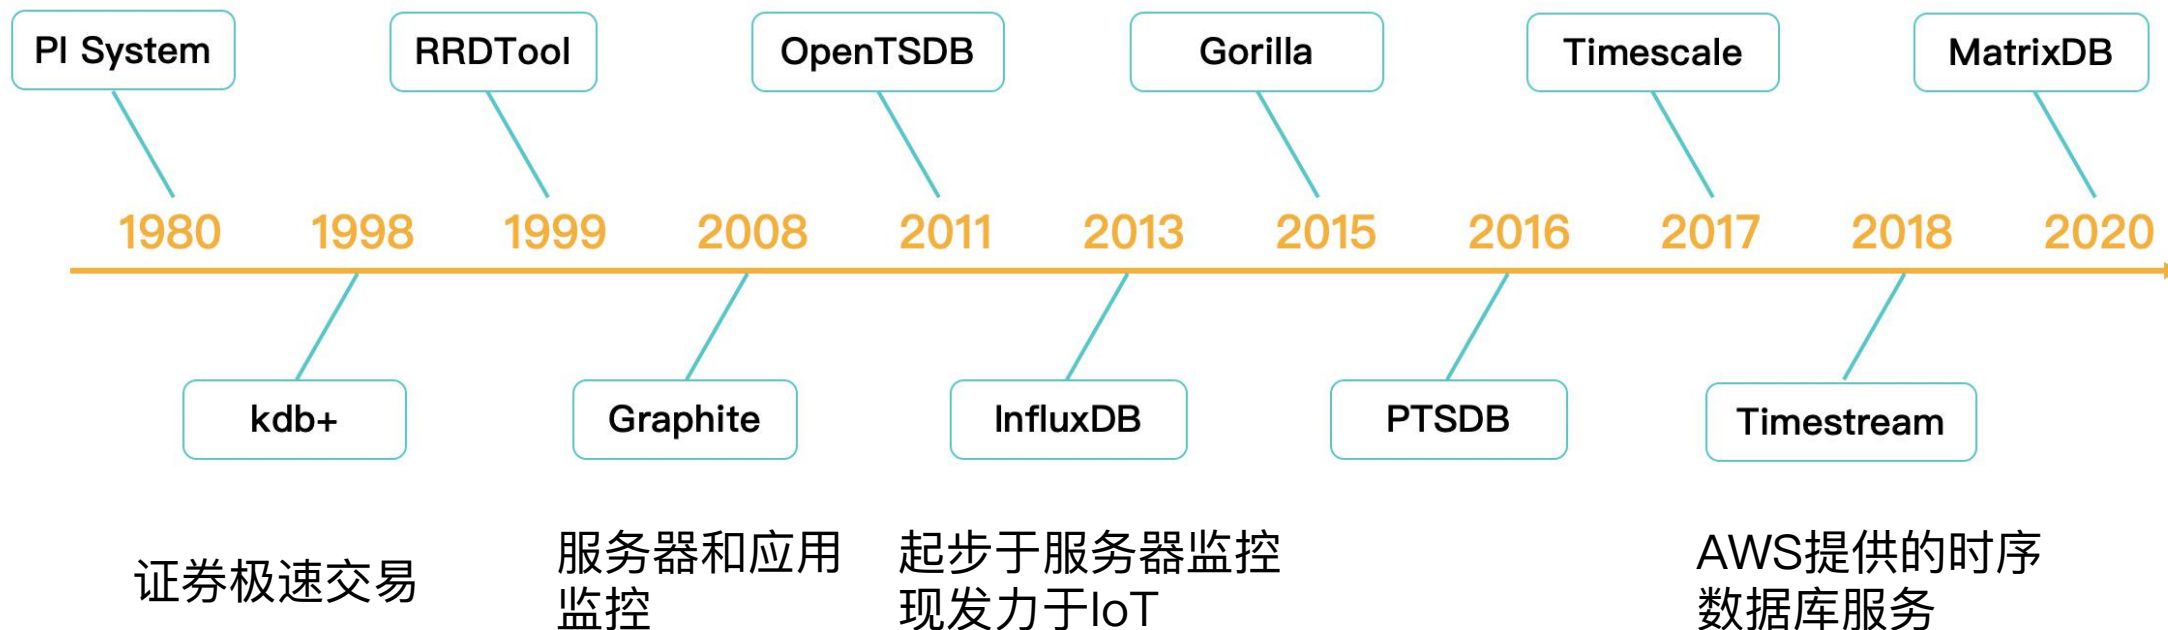 PI System
RRDTool
OpenTSDB
Gorilla
Timescale
MatrixDB
1980
1998
1999
2008
2011
2013
2015
2016
2017
2018
2020
kdb+
Graphite
InfluxDB
PTSDB
Timestream
证券极速交易
服务器和应用
监控
起步于服务器监控
现发力于IoT
AWS提供的时序
数据库服务